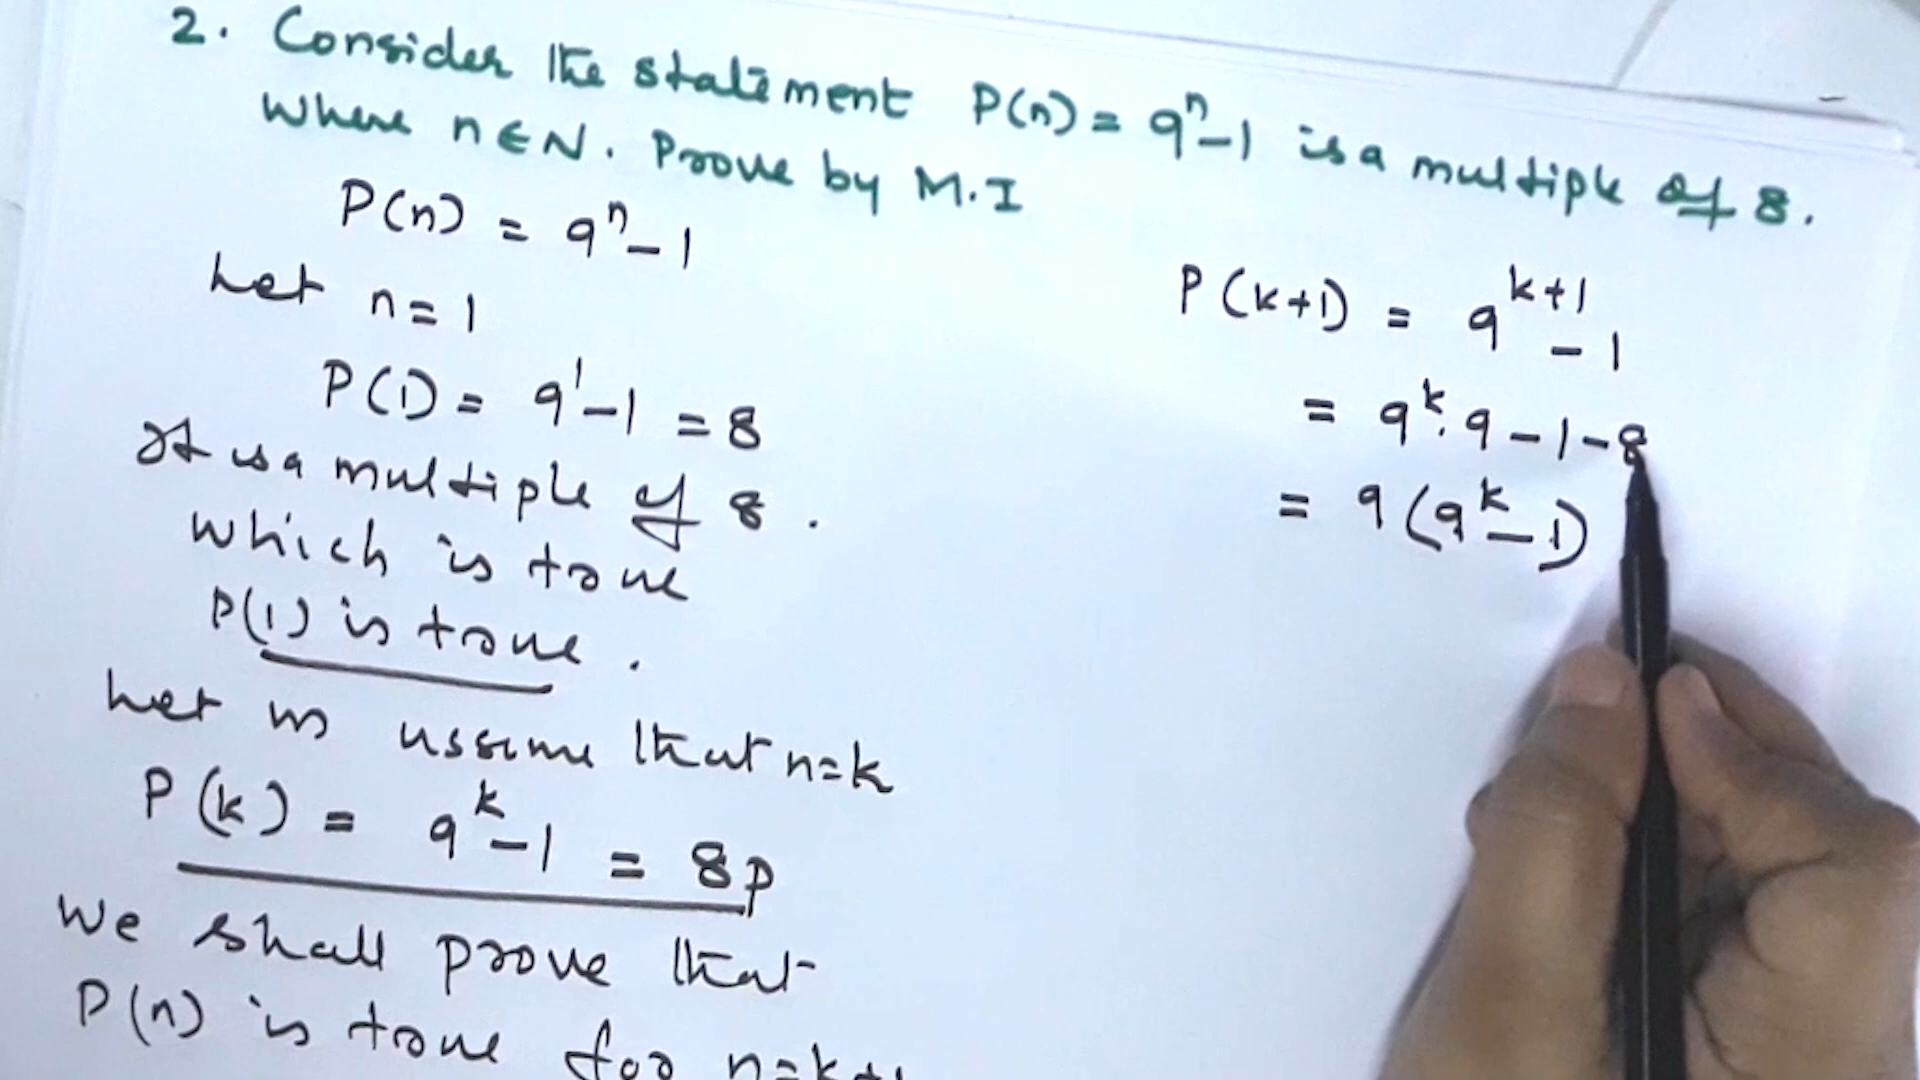 2. Consider the statement P(n) = 9ⁿ-1 is a multiple of 8.
where n∈N. Prove by M.I
P(n) = 9ⁿ-1
Let n=1
P(1) = 9¹-1 = 8
It is a multiple of 8.
which is true
P(1) is true.
Let us assume that n=k
P(k) = 9ᵏ-1 = 8p
We shall prove that
P(n) is true for n=k+1
P(k+1) = 9ᵏ⁺¹-1
= 9ᵏ.9-1-8
= 9(9ᵏ-1)